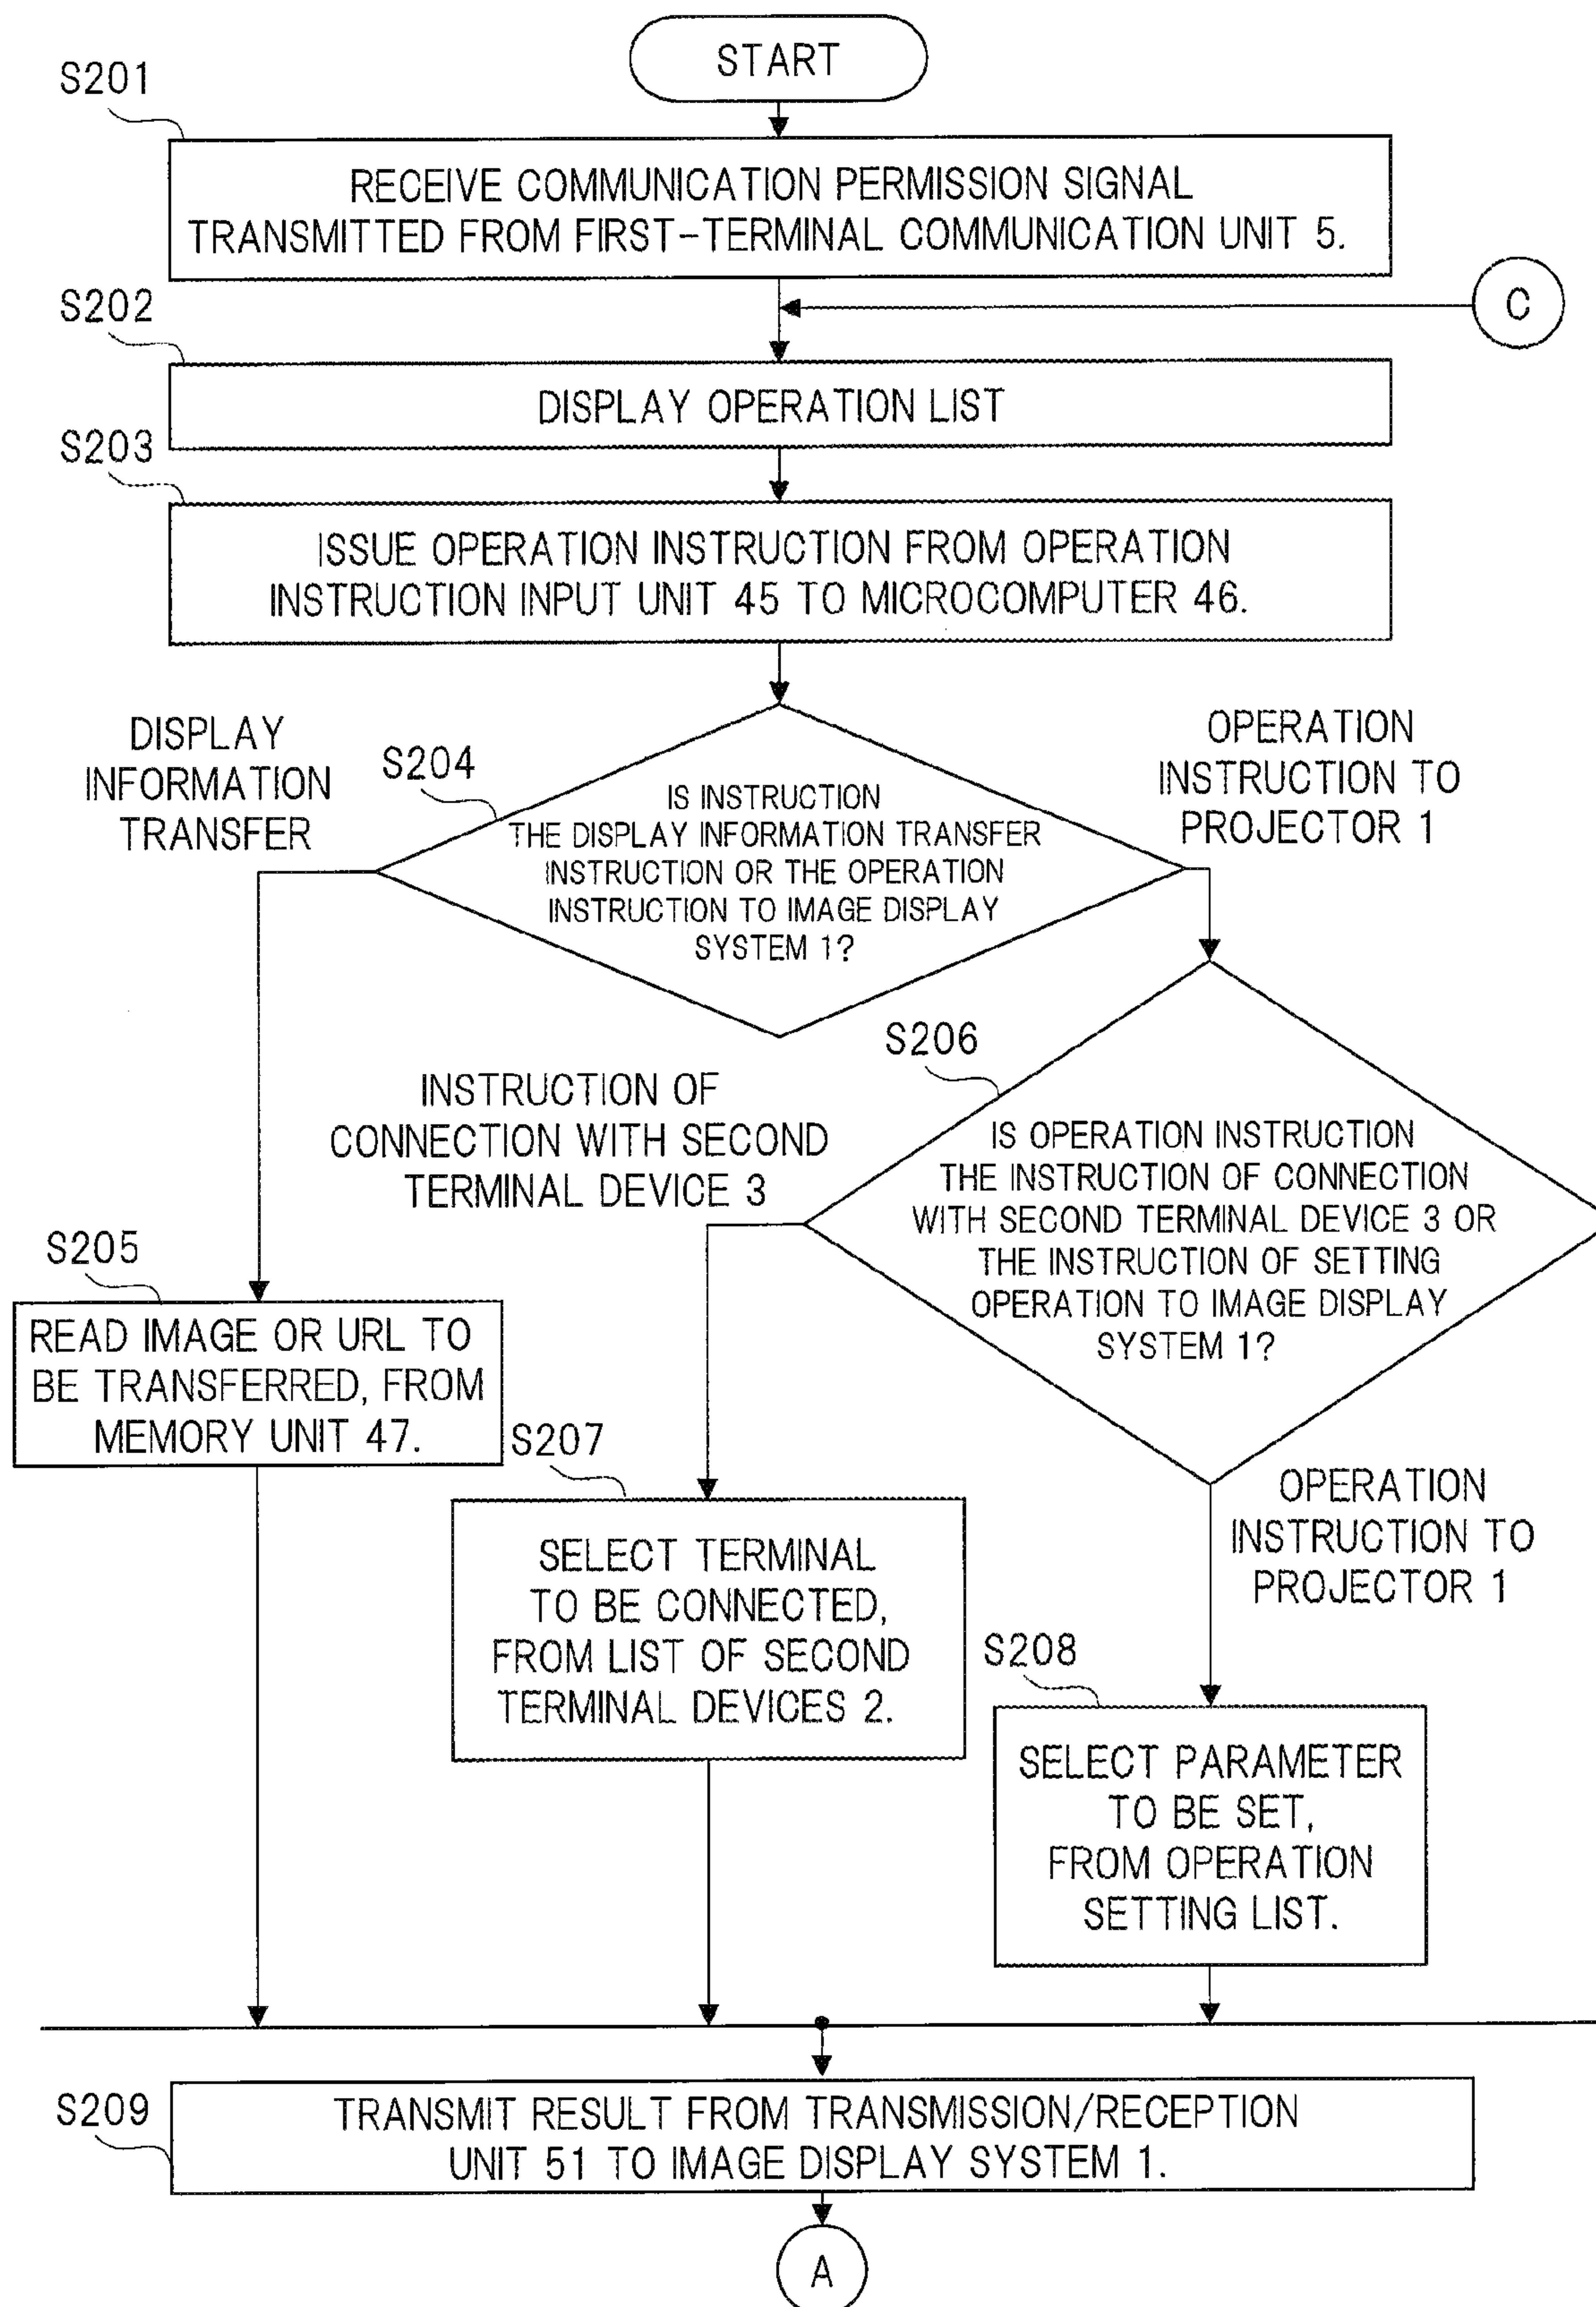 START
S201
RECEIVE COMMUNICATION PERMISSION SIGNAL
TRANSMITTED FROM FIRST-TERMINAL COMMUNICATION UNIT 5.
C
S202
DISPLAY OPERATION LIST
S203
ISSUE OPERATION INSTRUCTION FROM OPERATION
INSTRUCTION INPUT UNIT 45 TO MICROCOMPUTER 46.
DISPLAY
INFORMATION
TRANSFER
S204
IS INSTRUCTION
THE DISPLAY INFORMATION TRANSFER
INSTRUCTION OR THE OPERATION
INSTRUCTION TO IMAGE DISPLAY
SYSTEM 1?
OPERATION
INSTRUCTION TO
PROJECTOR 1
S206
IS OPERATION INSTRUCTION
THE INSTRUCTION OF CONNECTION
WITH SECOND TERMINAL DEVICE 3 OR
THE INSTRUCTION OF SETTING
OPERATION TO IMAGE DISPLAY
SYSTEM 1?
INSTRUCTION OF
CONNECTION WITH SECOND
TERMINAL DEVICE 3
S205
READ IMAGE OR URL TO
BE TRANSFERRED, FROM
MEMORY UNIT 47.
S207
SELECT TERMINAL
TO BE CONNECTED,
FROM LIST OF SECOND
TERMINAL DEVICES 2.
OPERATION
INSTRUCTION TO
PROJECTOR 1
S208
SELECT PARAMETER
TO BE SET,
FROM OPERATION
SETTING LIST.
S209
TRANSMIT RESULT FROM TRANSMISSION/RECEPTION
UNIT 51 TO IMAGE DISPLAY SYSTEM 1.
A